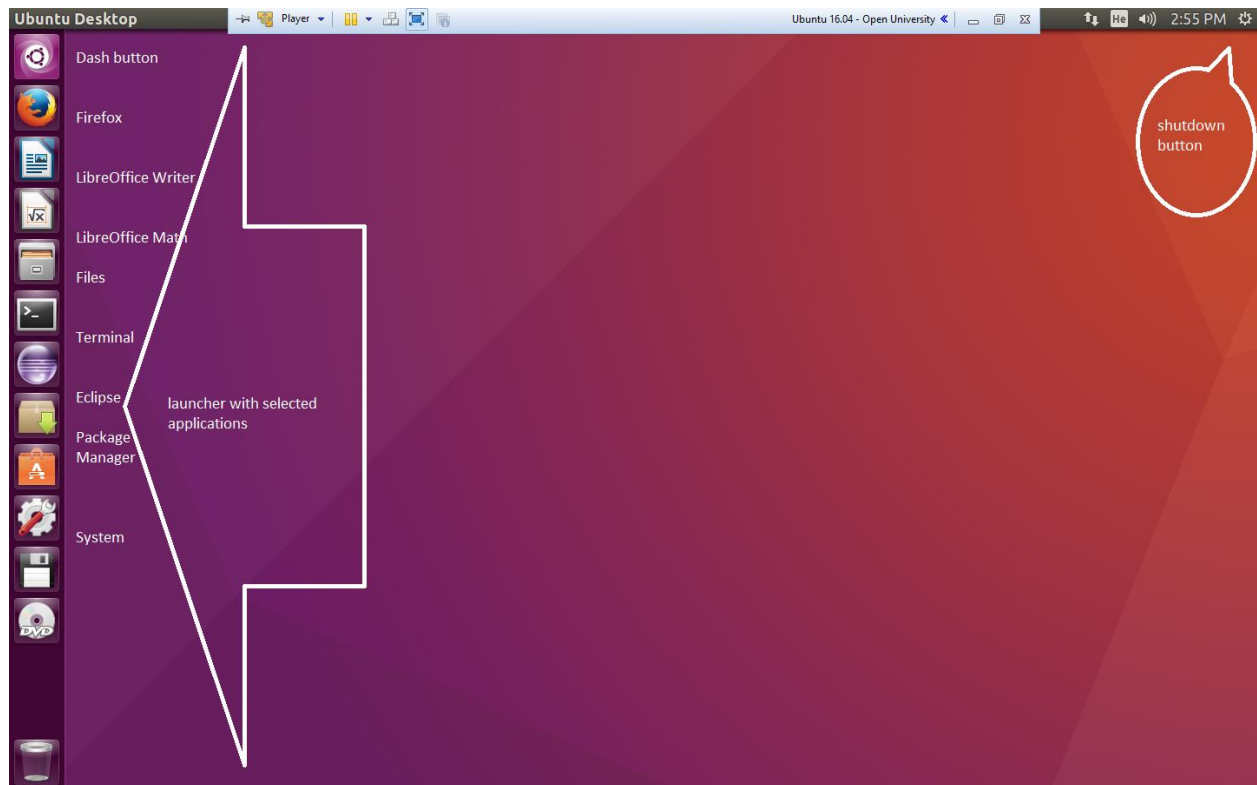 Ubuntu Desktop
Player
Ubuntu 16.04 - Open University
He
2:55 PM
Dash button
Firefox
shutdown
button
LibreOffice Writer
LibreOffice Math
Files
Terminal
Eclipse
launcher with selected
applications
Package
Manager
System
DVD